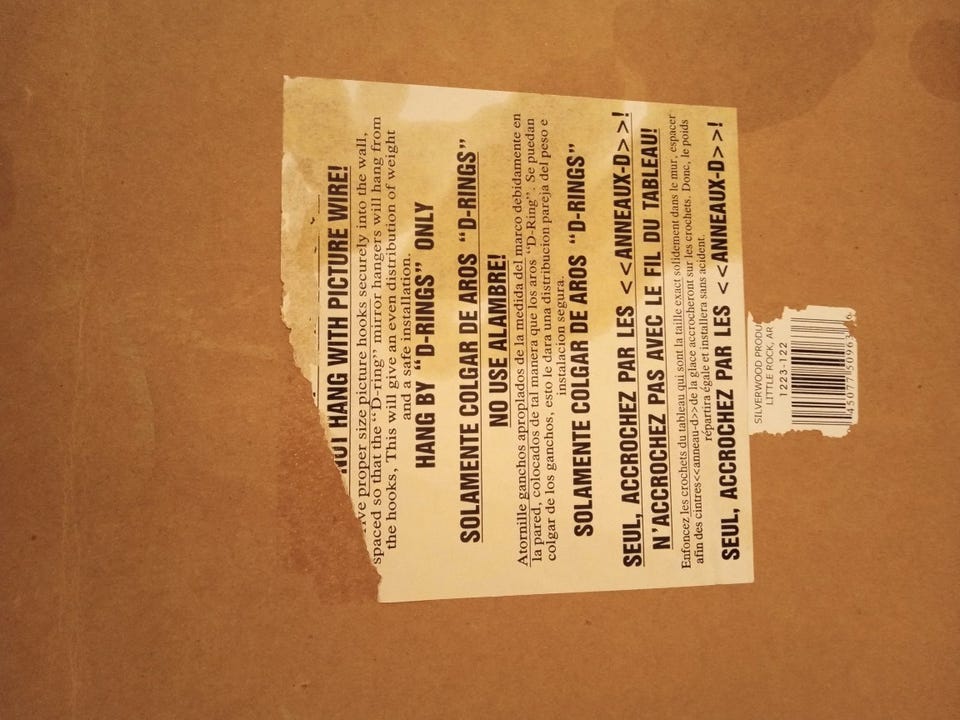 NOT HANG WITH PICTURE WIRE!
proper size picture hooks securely into the wall,
spaced so that the "D-ring" mirror hangers will hang from
the hooks, This will give an even distribution of weight
and a safe installation.
HANG BY "D-RINGS" ONLY
SOLAMENTE COLGAR DE AROS "D-RINGS"
NO USE ALAMBRE!
Atornille ganchos aproplados de la medida del marco debidamente en
la pared, colocados de tal manera que los aros "D-Ring". Se puedan
colgar de los ganchos, esto le dara una distribucion pareja del peso e
instalacion segura.
SOLAMENTE COLGAR DE AROS "D-RINGS"
SEUL, ACCROCHEZ PAR LES <<ANNEAUX-D>>!
N'ACCROCHEZ PAS AVEC LE FIL DU TABLEAU!
Enfoncez les crochets du tableau qui sont la taille exact solidement dans le mur, espacer
afin des cintres<<anneau-d>>de la glace accrocheront sur les crochets. Donc, le poids
répartira égale et installera sans acident.
SEUL, ACCROCHEZ PAR LES <<ANNEAUX-D>>!
SILVERWOOD PRODU
LITTLE ROCK, AR
1223-122
45077 50963 6